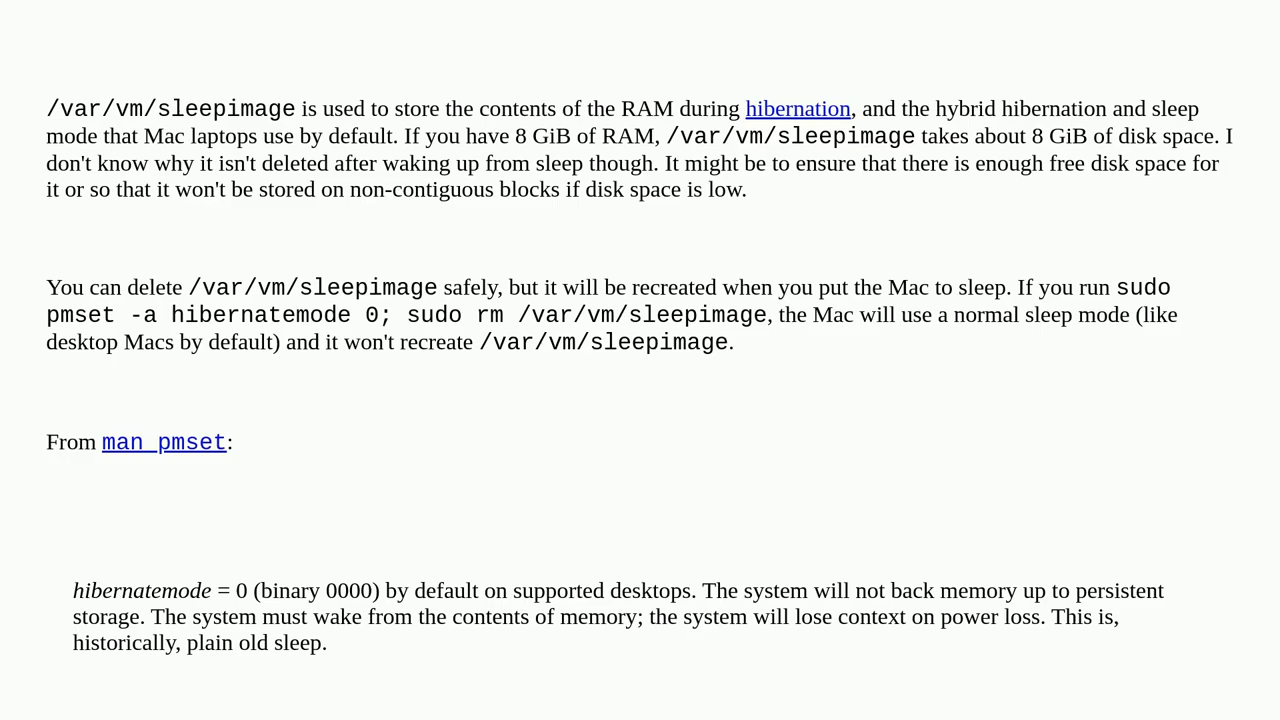 /var/vm/sleepimage is used to store the contents of the RAM during hibernation, and the hybrid hibernation and sleep
mode that Mac laptops use by default. If you have 8 GiB of RAM, /var/vm/sleepimage takes about 8 GiB of disk space. I
don't know why it isn't deleted after waking up from sleep though. It might be to ensure that there is enough free disk space for
it or so that it won't be stored on non-contiguous blocks if disk space is low.
You can delete /var/vm/sleepimage safely, but it will be recreated when you put the Mac to sleep. If you run sudo
pmset -a hibernatemode 0; sudo rm /var/vm/sleepimage, the Mac will use a normal sleep mode (like
desktop Macs by default) and it won't recreate /var/vm/sleepimage.
From man pmset:
hibernatemode = 0 (binary 0000) by default on supported desktops. The system will not back memory up to persistent
storage. The system must wake from the contents of memory; the system will lose context on power loss. This is,
historically, plain old sleep.